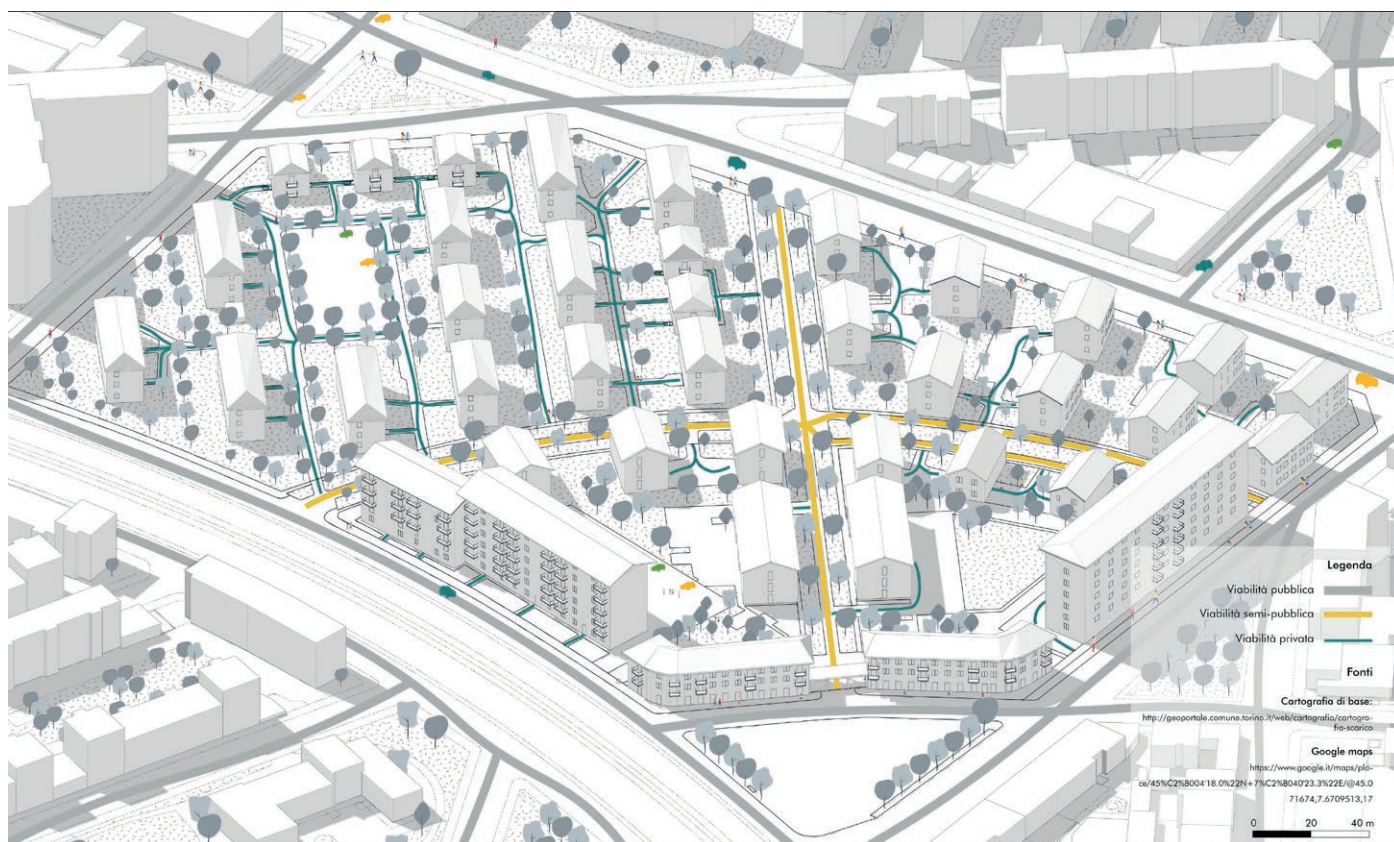 Legenda
Viabilità pubblica
Viabilità semi-pubblica
Viabilità privata
Fonti
Cartografia di base:
http://geoportale.comune.torino.it/web/cartografia/cartogra-
fia-scarico
Google maps
https://www.google.it/maps/pla-
ce/45%C2%B004'18.0%22N+7%C2%B040'23.3%22E/@45.0
71674,7.6709513,17
0 20 40 m